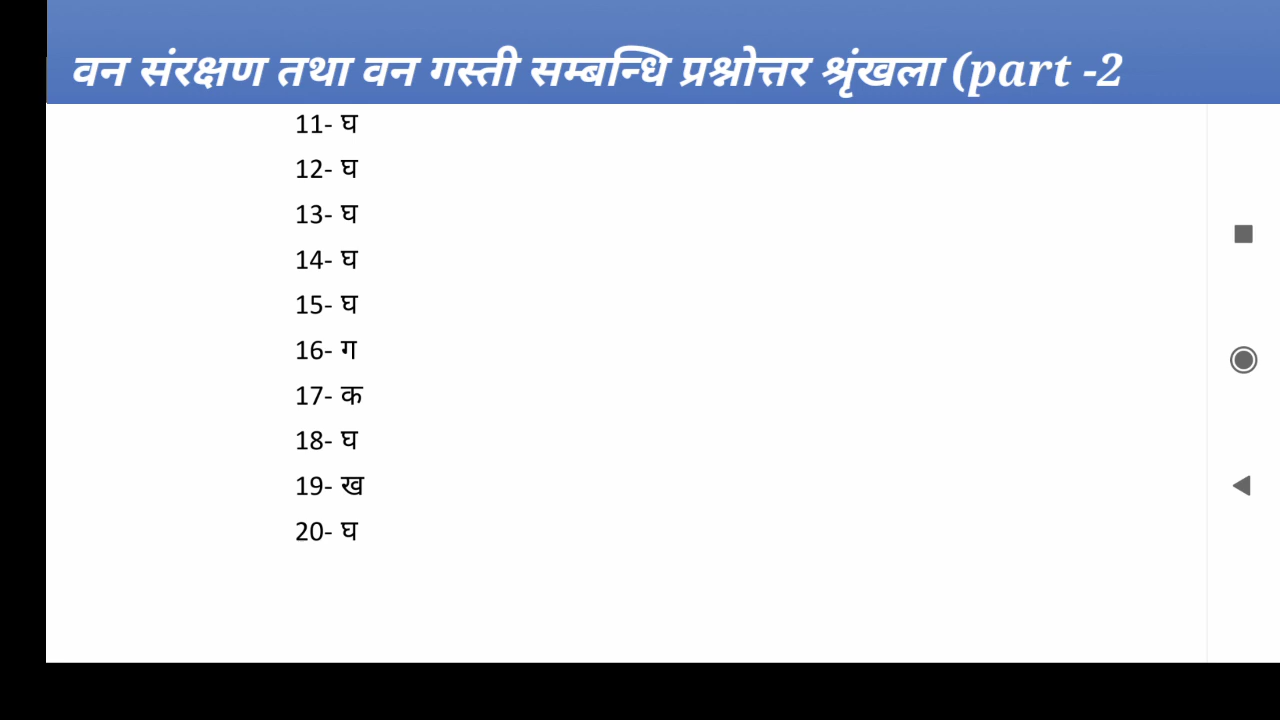 वन संरक्षण तथा वन गस्ती सम्बन्धि प्रश्नोत्तर श्रृंखला (part -2
11- घ
12- घ
13- घ
14- घ
15- घ
16- ग
17- क
18- घ
19- ख
20- घ